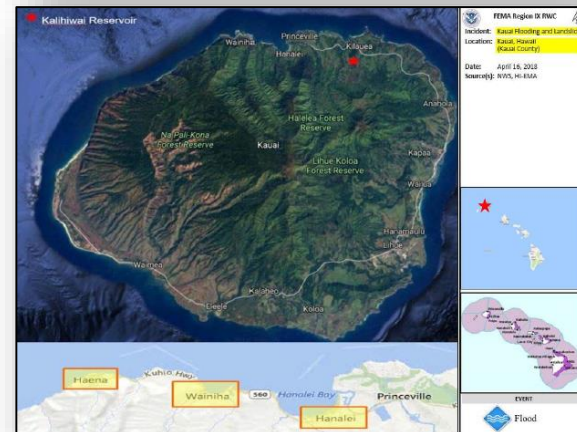 Kalihiwai Reservoir
Princeville
Wainiha
Kilauea
Hanalei
Anahola
Halelea Forest
Reserve
Na Pali-Kona
Forest Reserve
Kauai
Kapaa
Lihue Koloa
Forest Reserve
Wailua
Hanamaulu
Lihue
Waimea
Kalaheo
Eleele
Koloa
Haena
Kuhio Hwy
Wainiha
560
Hanalei Bay
Princeville
Hanalei
FEMA Region IX RWC
Incident: Kauai Flooding and Landslid
Location: Kauai, Hawaii
(Kauai County)
Date: April 16, 2018
Source(s): NWS, HI-EMA
EVENT
Flood